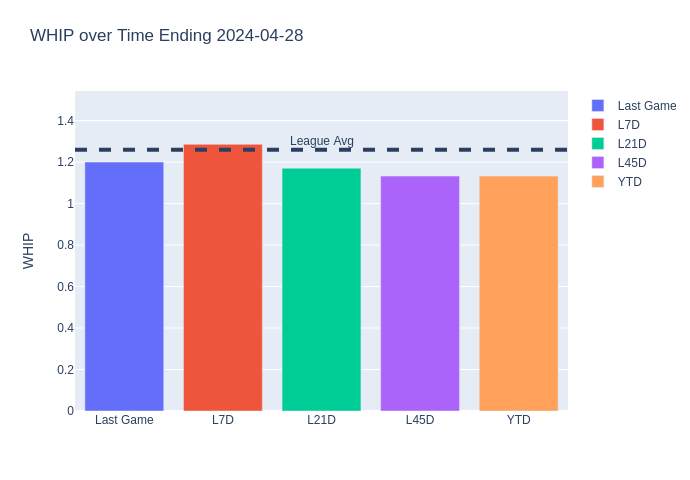 WHIP over Time Ending 2024-04-28
Last Game
L7D
L21D
L45D
YTD
League Avg
1.4
1.2
1
0.8
0.6
0.4
0.2
0
WHIP
Last Game
L7D
L21D
L45D
YTD